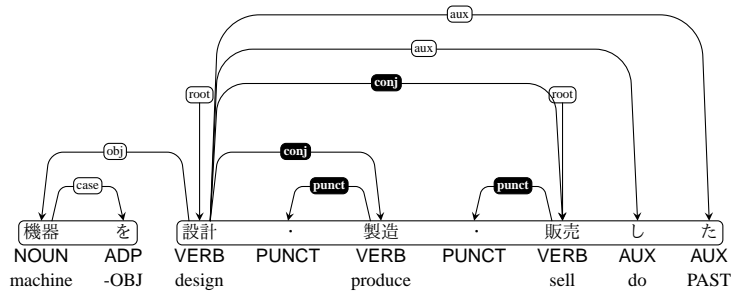 aux
aux
conj
root root
obj conj
case punct punct
機器 を 設計 · 製造 · 販売 し た
NOUN ADP VERB PUNCT VERB PUNCT VERB AUX AUX
machine -OBJ design produce sell do PAST